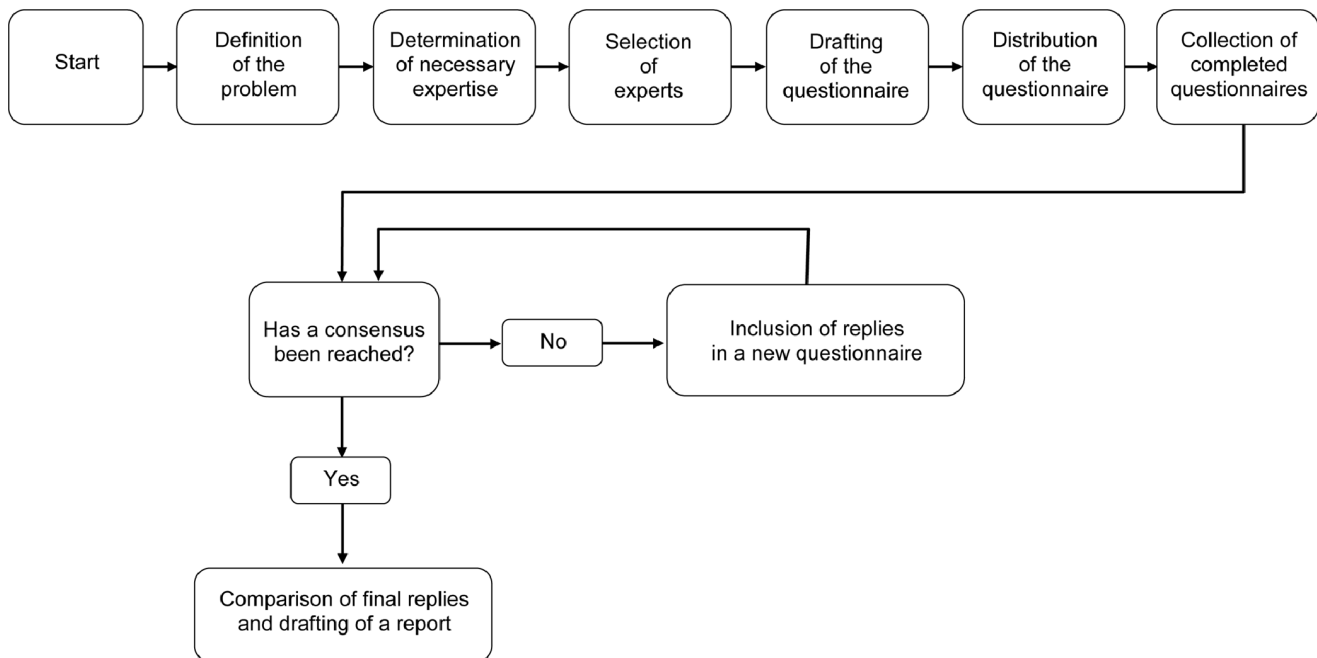 Start
Definition
of the
problem
Determination
of necessary
expertise
Selection
of
experts
Drafting
of the
questionnaire
Distribution
of the
questionnaire
Collection of
completed
questionnaires
Has a consensus
been reached?
No
Inclusion of replies
in a new questionnaire
Yes
Comparison of final replies
and drafting of a report